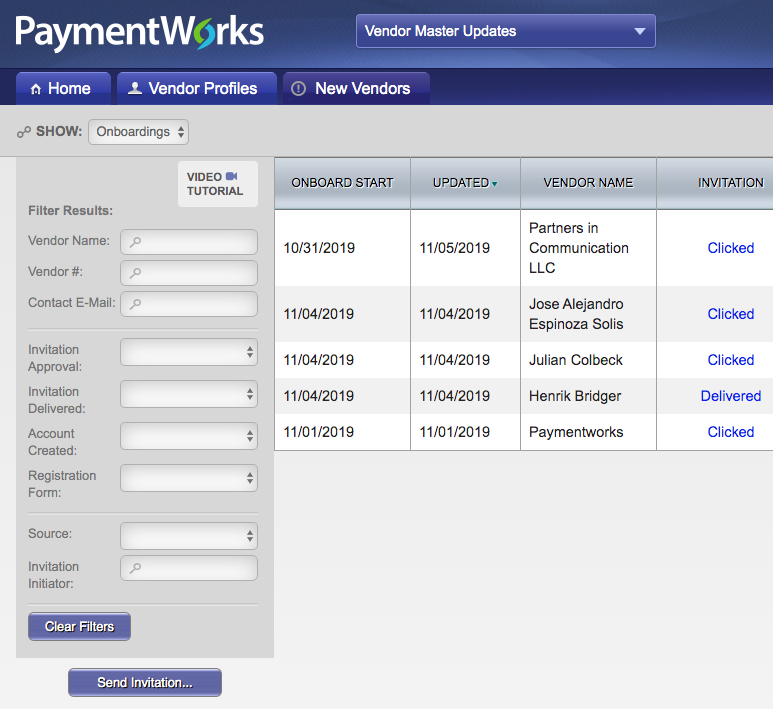 PaymentWorks
Vendor Master Updates
Home
Vendor Profiles
New Vendors
SHOW:
Onboardings
VIDEO
TUTORIAL
Filter Results:
Vendor Name:
Vendor #:
Contact E-Mail:
Invitation
Approval:
Invitation
Delivered:
Account
Created:
Registration
Form:
Source:
Invitation
Initiator:
Clear Filters
Send Invitation...
ONBOARD START UPDATED VENDOR NAME INVITATION
10/31/2019 11/05/2019 Partners in
Communication
LLC
Clicked
11/04/2019 11/04/2019 Jose Alejandro
Espinoza Solis
Clicked
11/04/2019 11/04/2019 Julian Colbeck Clicked
11/04/2019 11/04/2019 Henrik Bridger Delivered
11/01/2019 11/01/2019 Paymentworks Clicked